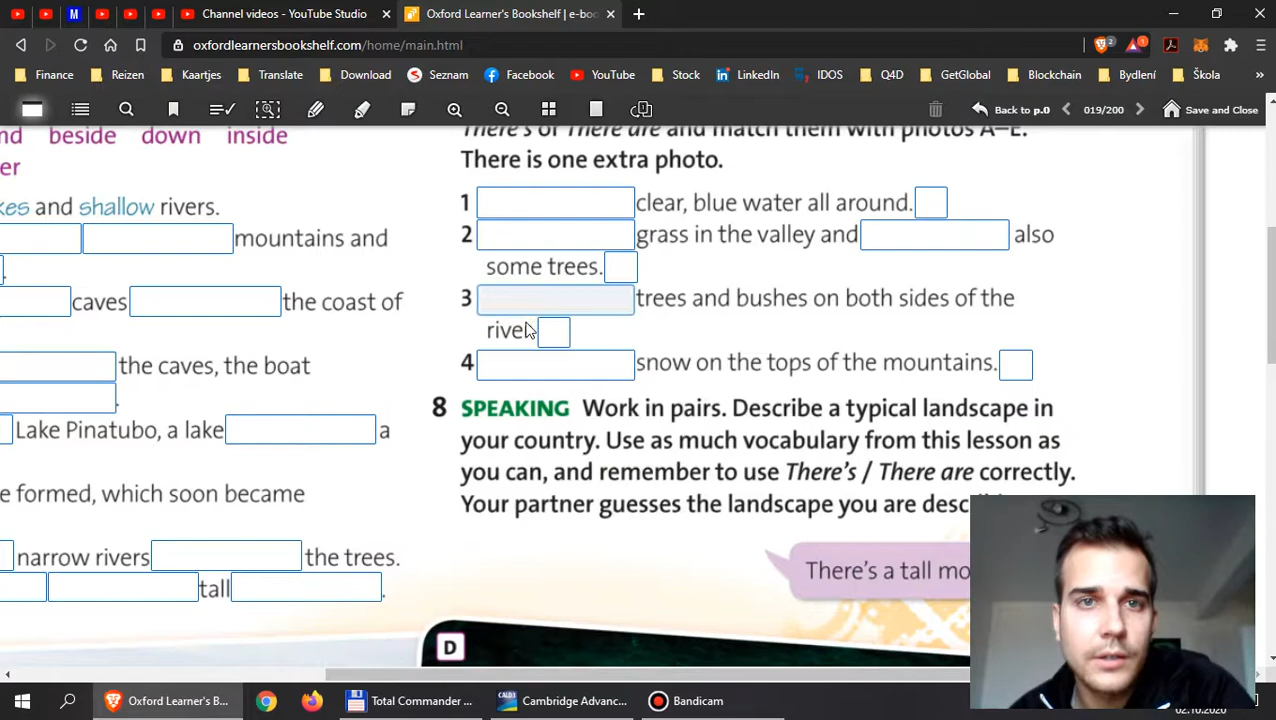 Channel videos - YouTube Studio
Oxford Learner's Bookshelf | e-boo
oxfordlearnersbookshelf.com/home/main.html
2
1
Finance
Reizen
Kaartjes
Translate
Download
Seznam
Facebook
YouTube
Stock
LinkedIn
IDOS
Q4D
GetGlobal
Blockchain
Bydlení
Škola
Back to p.0
019/200
Save and Close
nd beside down inside
er
kes and shallow rivers.
mountains and
.
caves the coast of
the caves, the boat
Lake Pinatubo, a lake a
e formed, which soon became
narrow rivers the trees.
tall .
There's or There are and match them with photos A–E.
There is one extra photo.
1 clear, blue water all around.
2 grass in the valley and also
some trees.
3 trees and bushes on both sides of the
river
4 snow on the tops of the mountains.
8 SPEAKING Work in pairs. Describe a typical landscape in
your country. Use as much vocabulary from this lesson as
you can, and remember to use There's / There are correctly.
Your partner guesses the landscape you are
There's a tall mo
D
Oxford Learner's B...
Total Commander ...
CALD3
Cambridge Advanc...
Bandicam
02.10.2020